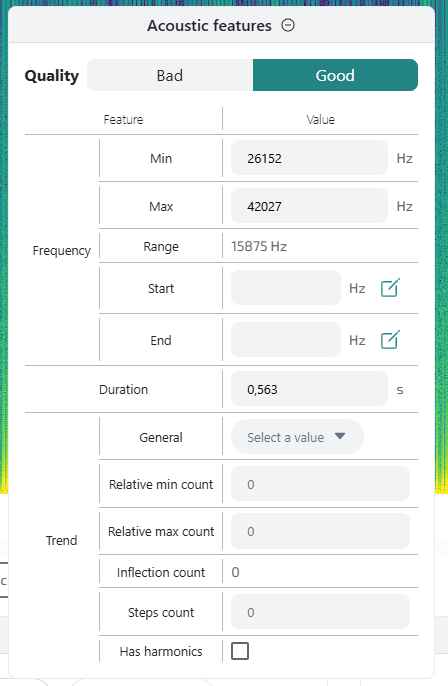 Acoustic features
Quality Bad Good
Feature Value
Frequency
Min 26152 Hz
Max 42027 Hz
Range 15875 Hz
Start Hz
End Hz
Duration 0,563 s
Trend
General Select a value
Relative min count 0
Relative max count 0
Inflection count 0
Steps count 0
Has harmonics
c